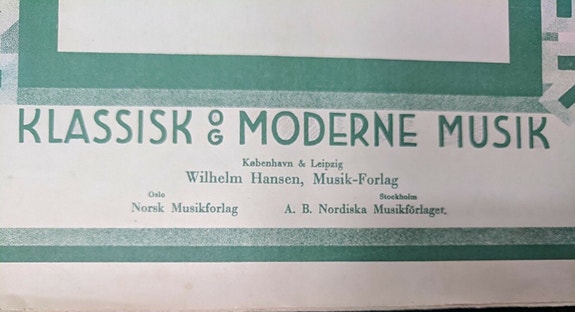 KLASSISK OG MODERNE MUSIK
København & Leipzig
Wilhelm Hansen, Musik-Forlag
Oslo
Norsk Musikforlag
Stockholm
A. B. Nordiska Musikförlaget.